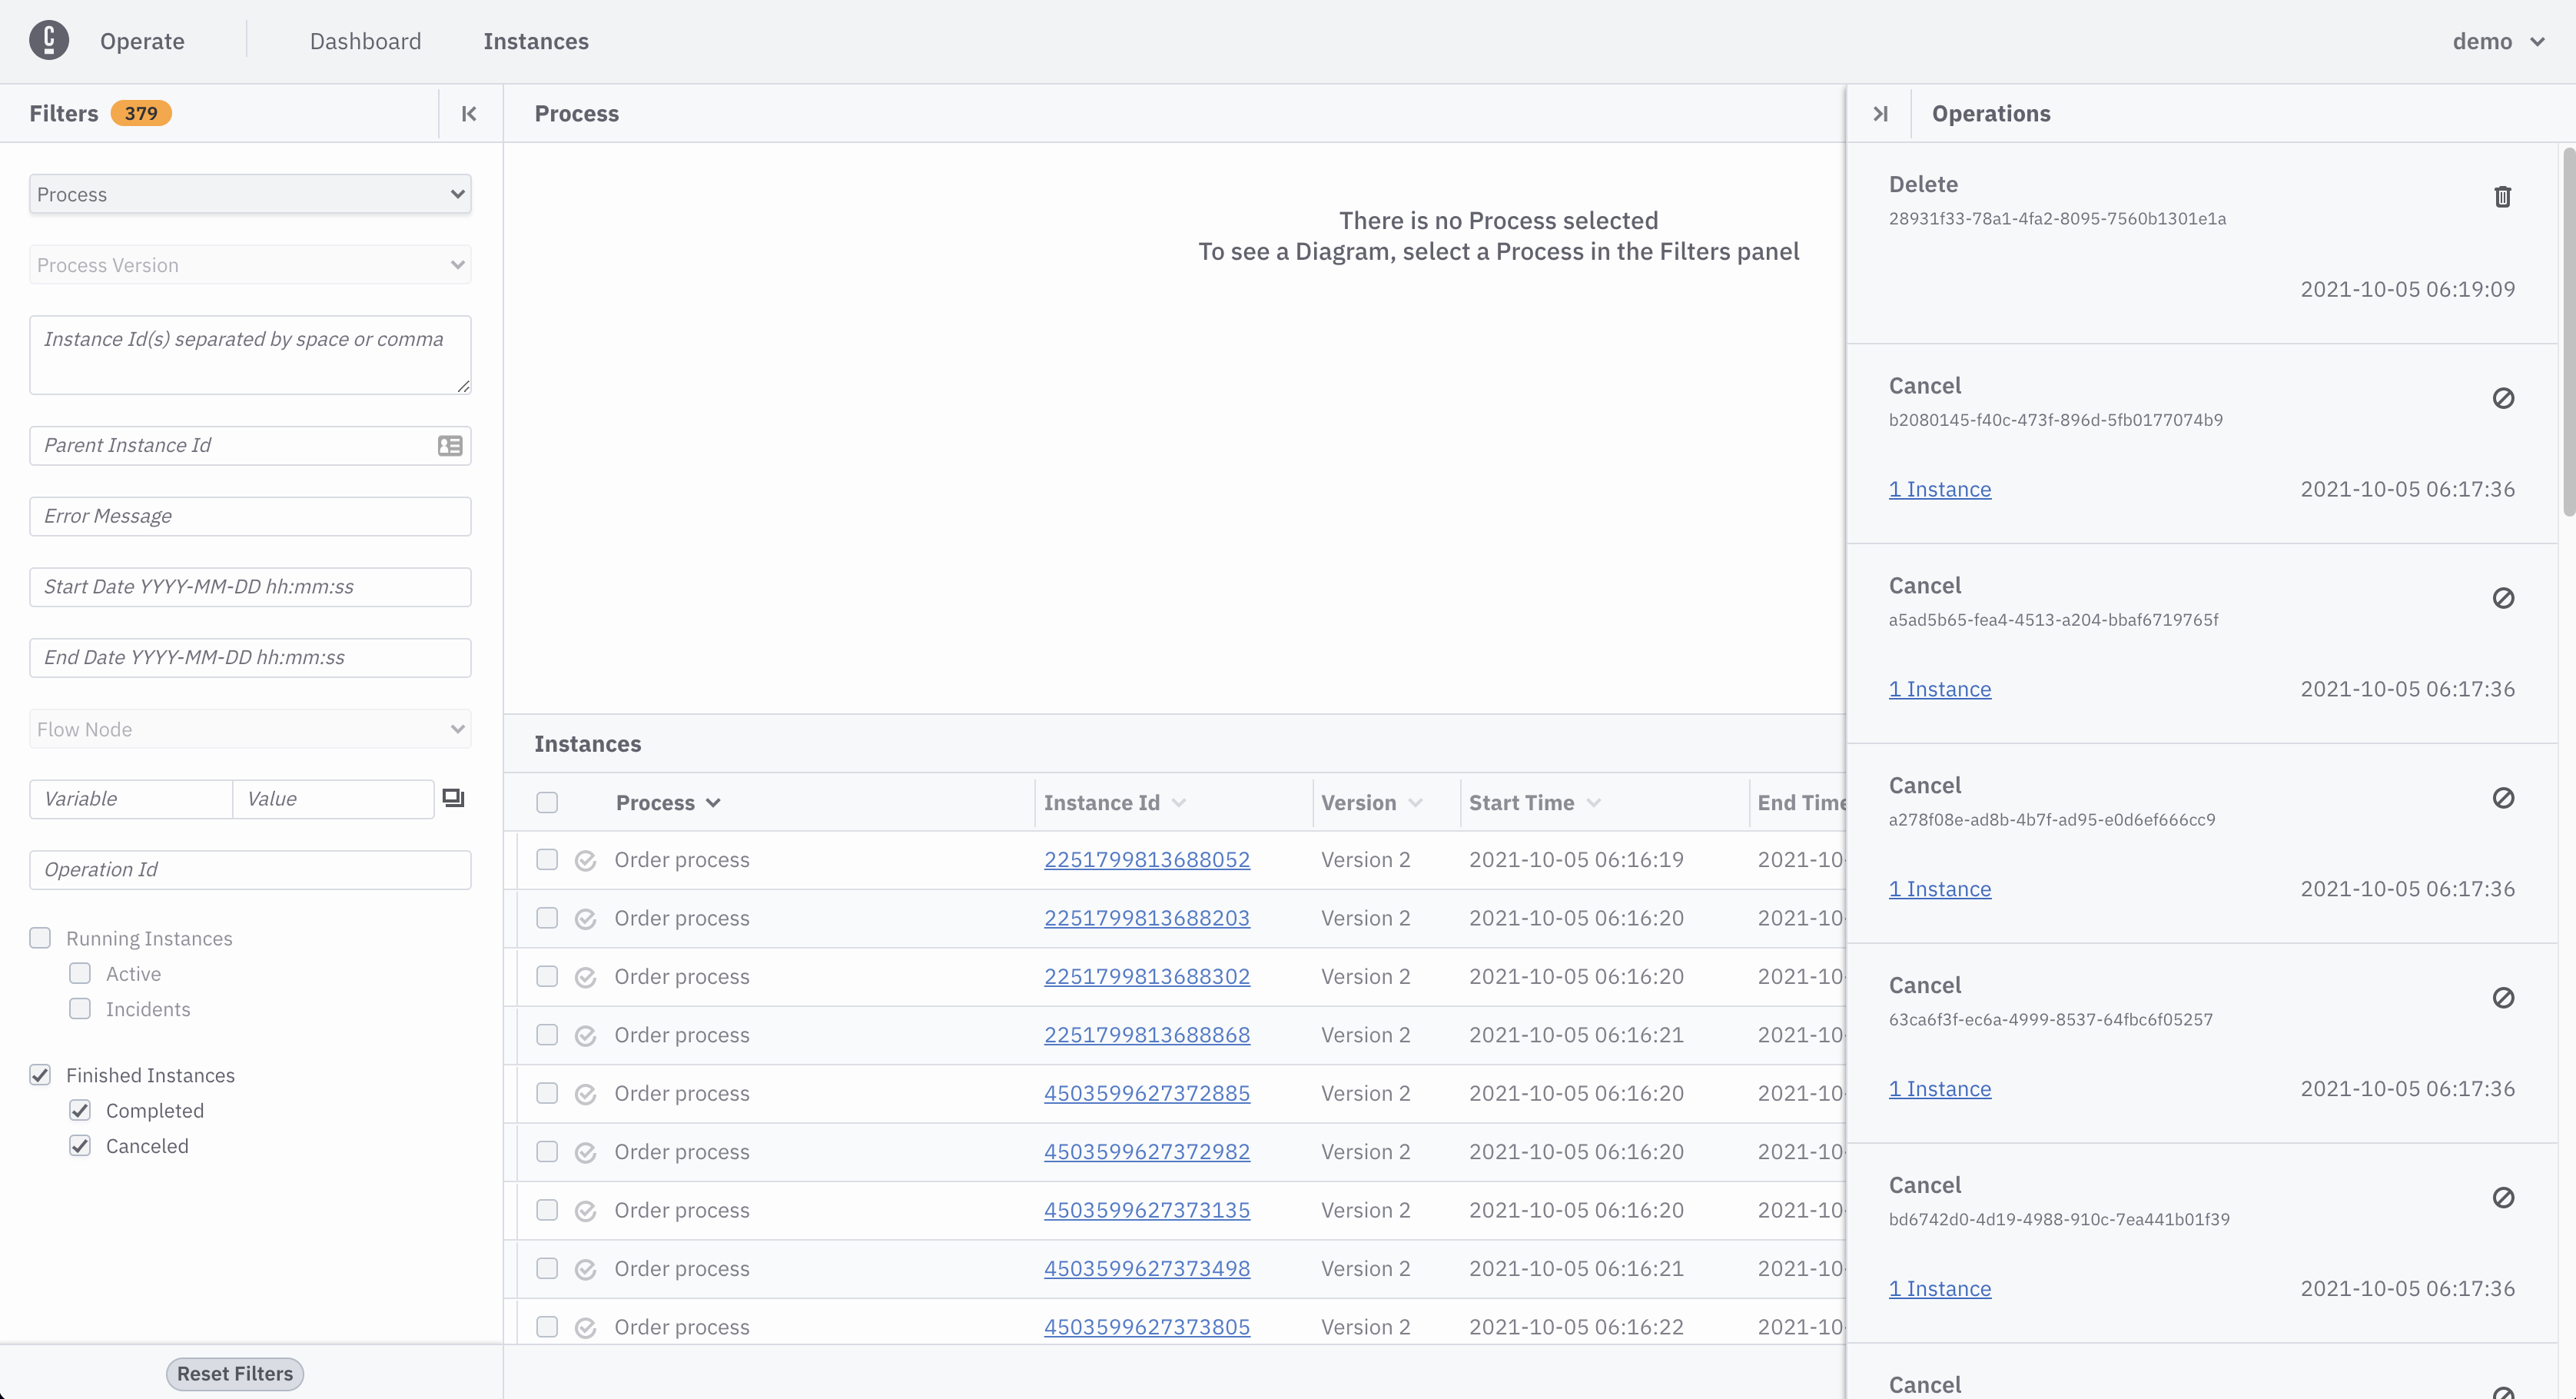 Operate
Dashboard
Instances
demo
Filters 379
Process
Process Version
Instance Id(s) separated by space or comma
Parent Instance Id
Error Message
Start Date YYYY-MM-DD hh:mm:ss
End Date YYYY-MM-DD hh:mm:ss
Flow Node
Variable
Value
Operation Id
Running Instances
Active
Incidents
Finished Instances
Completed
Canceled
Reset Filters
Process
There is no Process selected
To see a Diagram, select a Process in the Filters panel
Instances
Process Instance Id Version Start Time End Time
Order process 2251799813688052 Version 2 2021-10-05 06:16:19 2021-10-
Order process 2251799813688203 Version 2 2021-10-05 06:16:20 2021-10-
Order process 2251799813688302 Version 2 2021-10-05 06:16:20 2021-10-
Order process 2251799813688868 Version 2 2021-10-05 06:16:21 2021-10-
Order process 4503599627372885 Version 2 2021-10-05 06:16:20 2021-10-
Order process 4503599627372982 Version 2 2021-10-05 06:16:20 2021-10-
Order process 4503599627373135 Version 2 2021-10-05 06:16:20 2021-10-
Order process 4503599627373498 Version 2 2021-10-05 06:16:21 2021-10-
Order process 4503599627373805 Version 2 2021-10-05 06:16:22 2021-10-
Operations
Delete
28931f33-78a1-4fa2-8095-7560b1301e1a
2021-10-05 06:19:09
Cancel
b2080145-f40c-473f-896d-5fb0177074b9
1 Instance 2021-10-05 06:17:36
Cancel
a5ad5b65-fea4-4513-a204-bbaf6719765f
1 Instance 2021-10-05 06:17:36
Cancel
a278f08e-ad8b-4b7f-ad95-e0d6ef666cc9
1 Instance 2021-10-05 06:17:36
Cancel
63ca6f3f-ec6a-4999-8537-64fbc6f05257
1 Instance 2021-10-05 06:17:36
Cancel
bd6742d0-4d19-4988-910c-7ea441b01f39
1 Instance 2021-10-05 06:17:36
Cancel